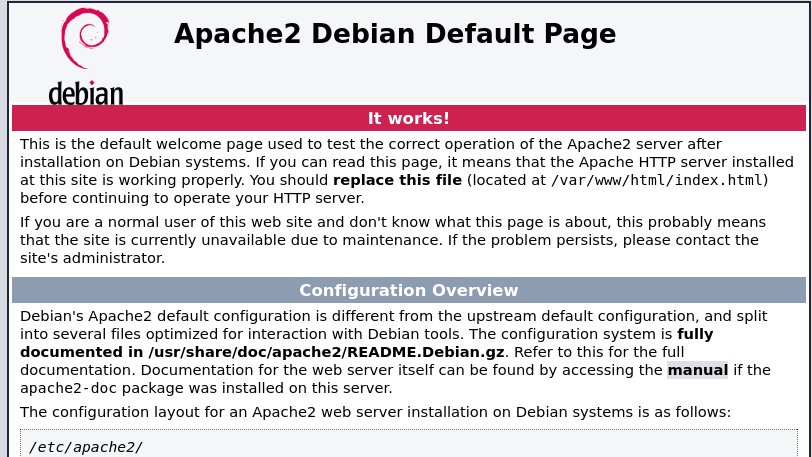 debian
Apache2 Debian Default Page
It works!
This is the default welcome page used to test the correct operation of the Apache2 server after
installation on Debian systems. If you can read this page, it means that the Apache HTTP server installed
at this site is working properly. You should replace this file (located at /var/www/html/index.html)
before continuing to operate your HTTP server.
If you are a normal user of this web site and don't know what this page is about, this probably means
that the site is currently unavailable due to maintenance. If the problem persists, please contact the
site's administrator.
Configuration Overview
Debian's Apache2 default configuration is different from the upstream default configuration, and split
into several files optimized for interaction with Debian tools. The configuration system is fully
documented in /usr/share/doc/apache2/README.Debian.gz. Refer to this for the full
documentation. Documentation for the web server itself can be found by accessing the manual if the
apache2-doc package was installed on this server.
The configuration layout for an Apache2 web server installation on Debian systems is as follows:
/etc/apache2/